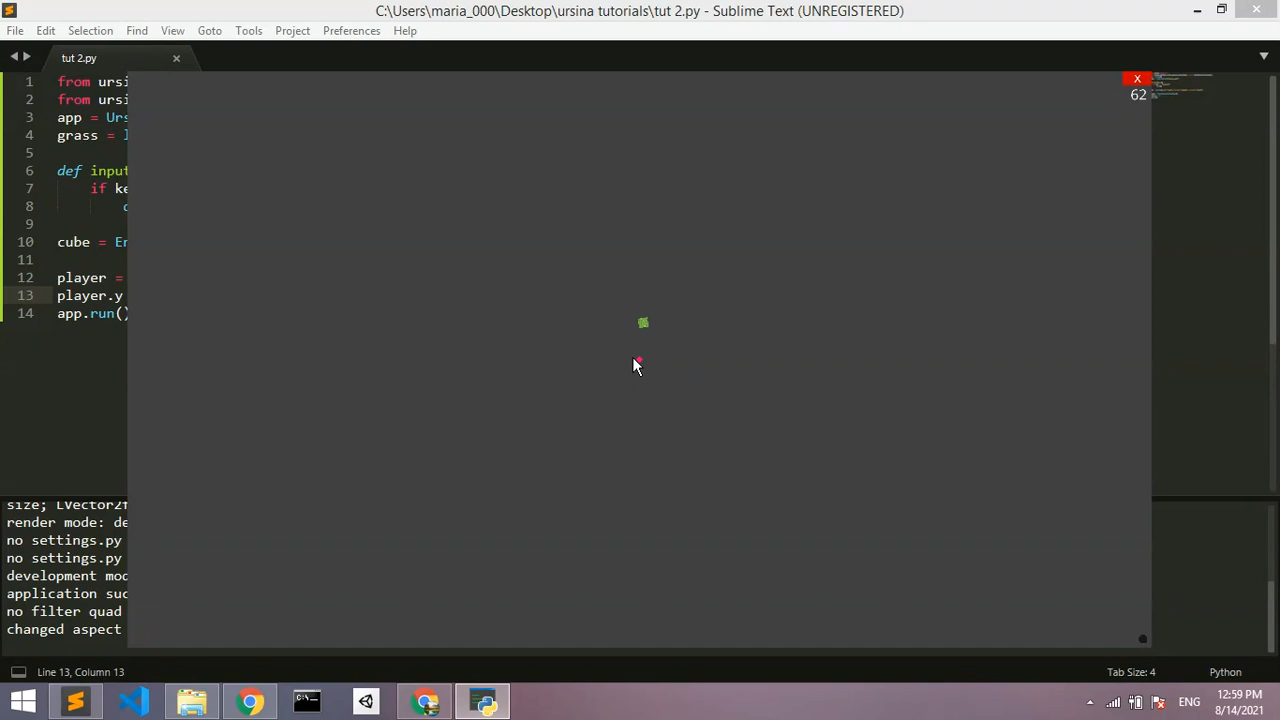 C:\Users\maria_000\Desktop\ursina tutorials\tut 2.py - Sublime Text (UNREGISTERED)
File Edit Selection Find View Goto Tools Project Preferences Help
tut 2.py
1 from ursi
2 from ursi
3 app = Urs
4 grass = l
5
6 def input
7 if ke
8 c
9
10 cube = En
11
12 player =
13 player.y
14 app.run()
X
62
size; LVector2f
render mode: de
no settings.py
no settings.py
development mod
application suc
no filter quad
changed aspect
Line 13, Column 13
Tab Size: 4
Python
ENG
12:59 PM
8/14/2021